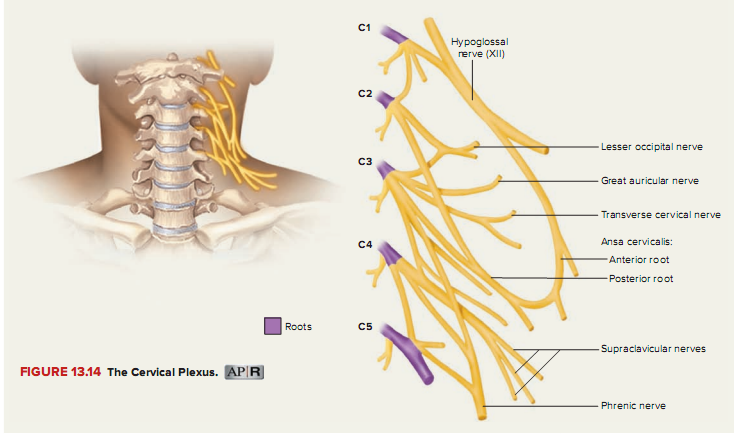 C1
Hypoglossal
nerve (XII)
C2
Lesser occipital nerve
C3
Great auricular nerve
Transverse cervical nerve
C4
Ansa cervicalis:
Anterior root
Posterior root
Roots
C5
Supraclavicular nerves
FIGURE 13.14 The Cervical Plexus. AP|R
Phrenic nerve